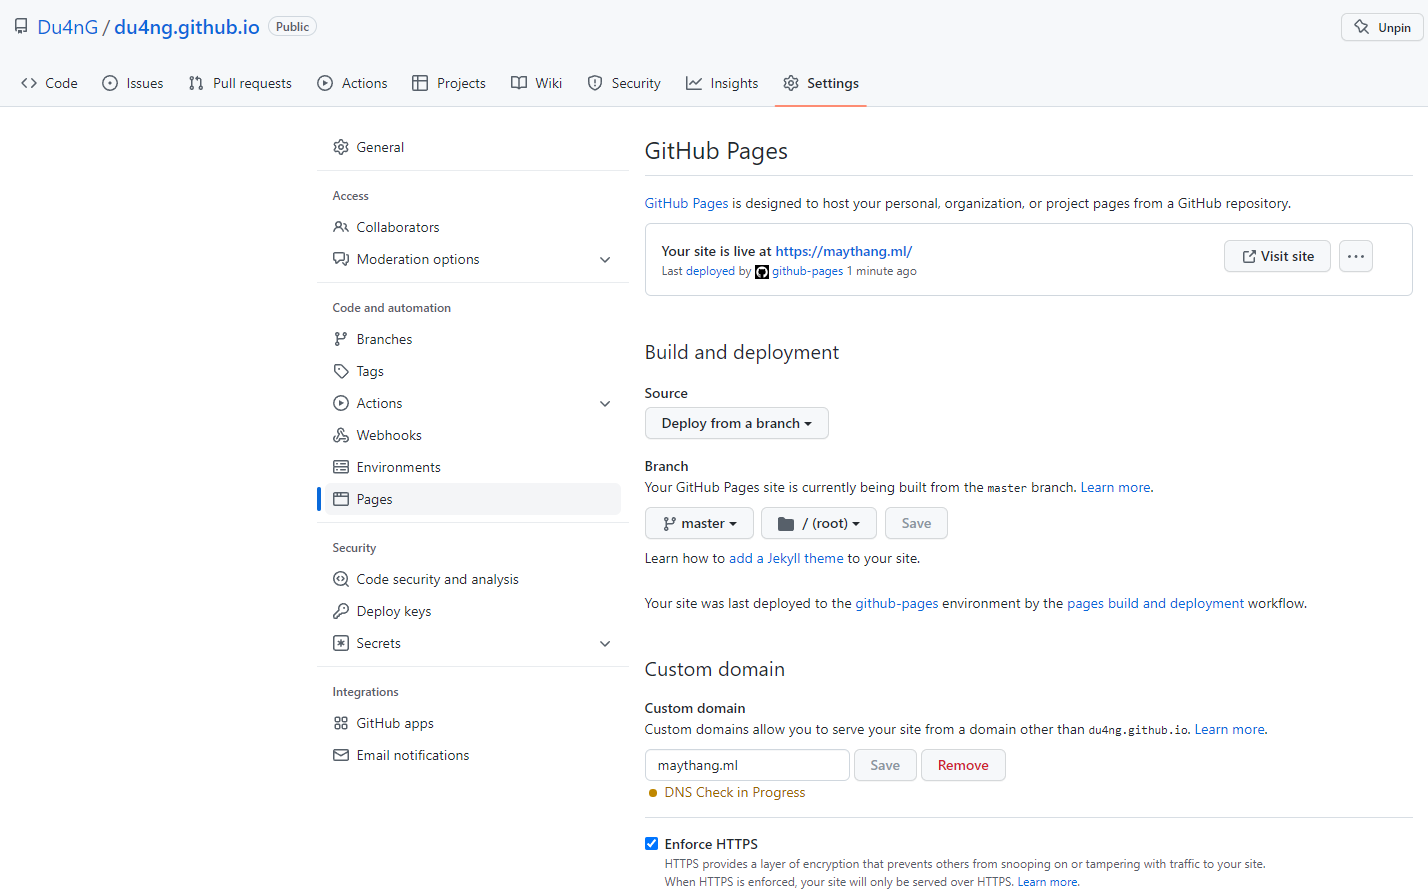 Du4nG / du4ng.github.io Public
Unpin
Code Issues Pull requests Actions Projects Wiki Security Insights Settings
General
Access
Collaborators
Moderation options
Code and automation
Branches
Tags
Actions
Webhooks
Environments
Pages
Security
Code security and analysis
Deploy keys
Secrets
Integrations
GitHub apps
Email notifications
GitHub Pages
GitHub Pages is designed to host your personal, organization, or project pages from a GitHub repository.
Your site is live at https://maythang.ml/
Last deployed by github-pages 1 minute ago
Visit site
Build and deployment
Source
Deploy from a branch
Branch
Your GitHub Pages site is currently being built from the master branch. Learn more.
master / (root) Save
Learn how to add a Jekyll theme to your site.
Your site was last deployed to the github-pages environment by the pages build and deployment workflow.
Custom domain
Custom domain
Custom domains allow you to serve your site from a domain other than du4ng.github.io. Learn more.
maythang.ml Save Remove
DNS Check in Progress
Enforce HTTPS
HTTPS provides a layer of encryption that prevents others from snooping on or tampering with traffic to your site.
When HTTPS is enforced, your site will only be served over HTTPS. Learn more.